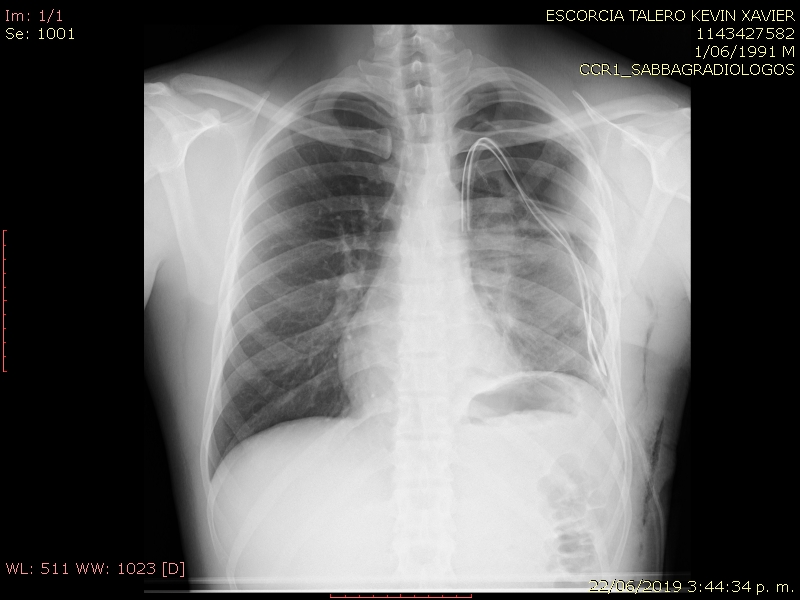 Im: 1/1
Se: 1001
ESCORCIA TALERO KEVIN XAVIER
1143427582
1/06/1991 M
CCR1_SABBAGRADIOLOGOS
WL: 511 WW: 1023 [D]
22/06/2019 3:44:34 p. m.